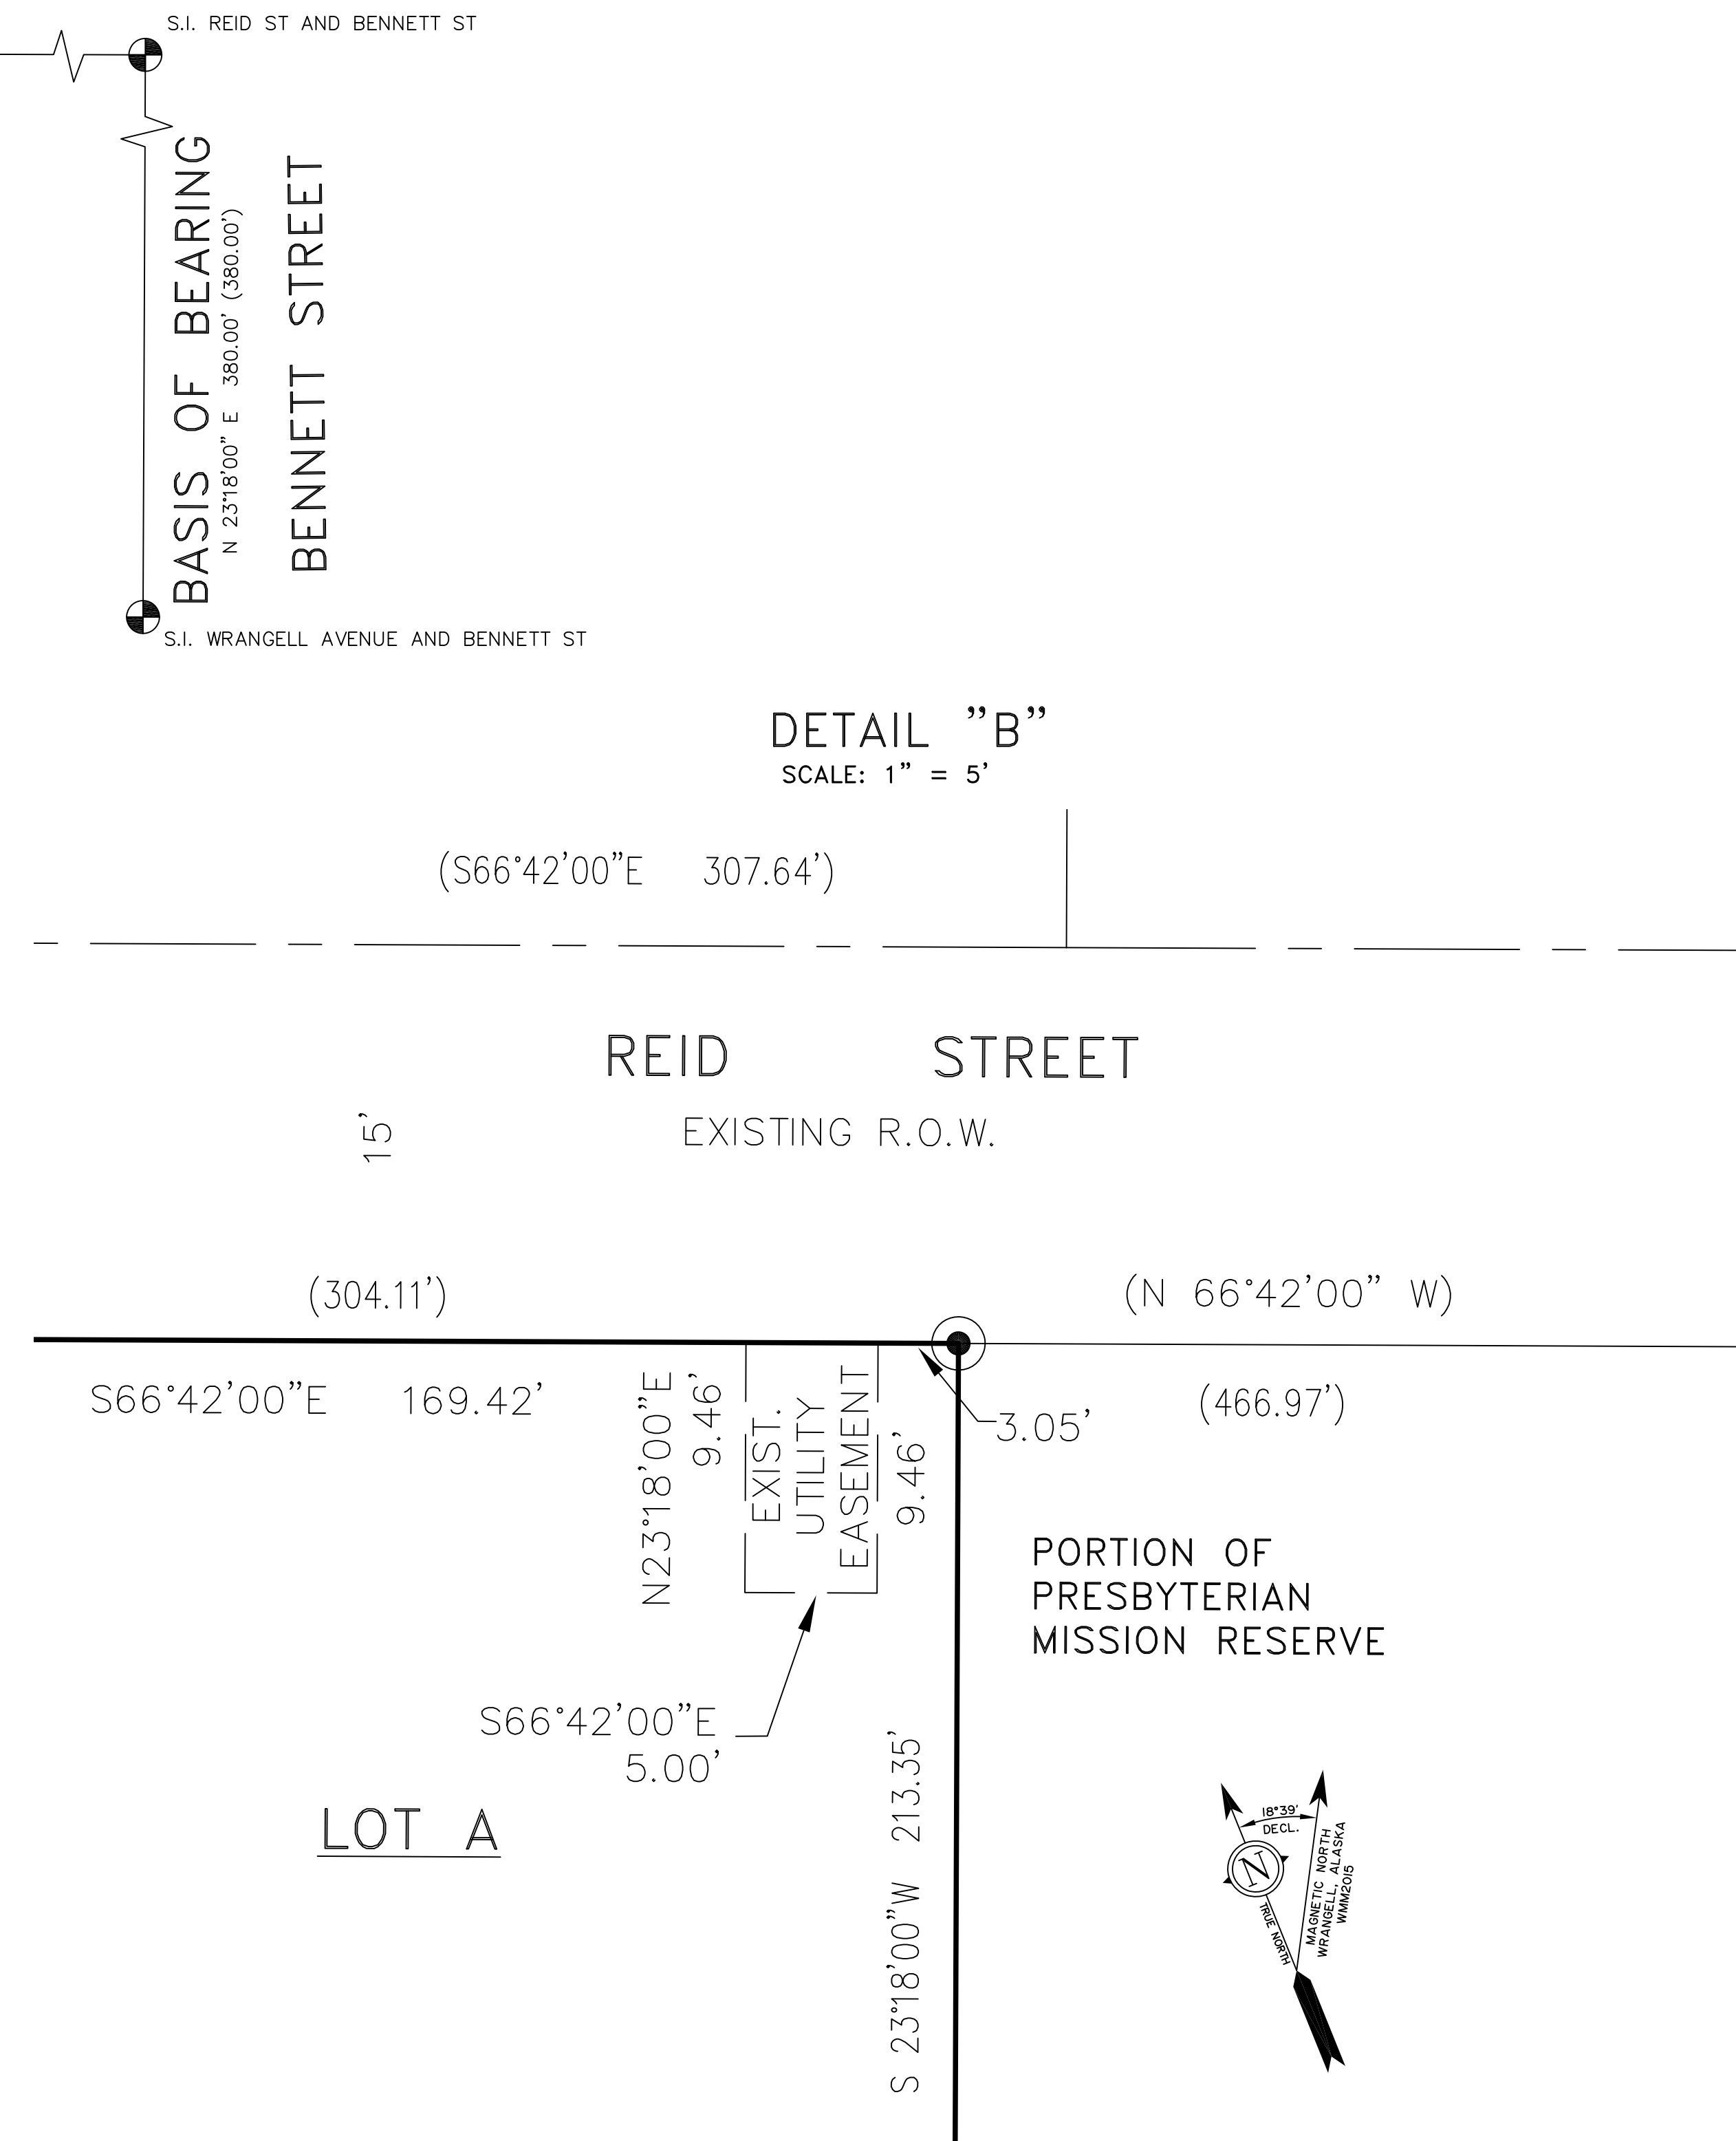 S.I. REID ST AND BENNETT ST
BASIS OF BEARING
N 23°18'00" E 380.00' (380.00')
BENNETT STREET
S.I. WRANGELL AVENUE AND BENNETT ST
DETAIL "B"
SCALE: 1" = 5'
(S66°42'00"E 307.64')
REID STREET
15'
EXISTING R.O.W.
(304.11')
(N 66°42'00" W)
S66°42'00"E 169.42'
N23°18'00"E
9.46'
EXIST.
UTILITY
EASEMENT
9.46'
3.05'
(466.97')
PORTION OF
PRESBYTERIAN
MISSION RESERVE
S66°42'00"E
5.00'
LOT A
S 23°18'00"W 213.35'
18°39'
DECL.
N
TRUE NORTH
MAGNETIC NORTH
WRANGELL, ALASKA
WMM2015